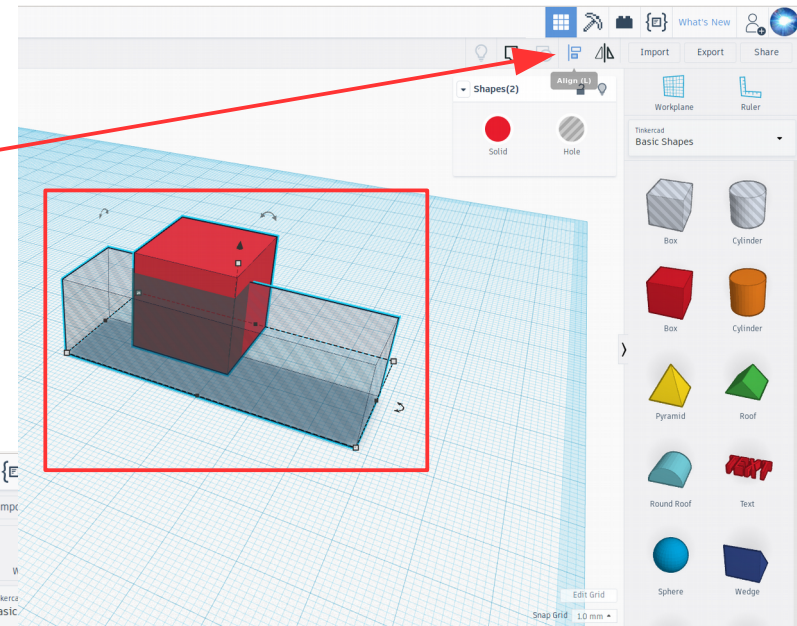 What's New
Import Export Share
Align (L)
Shapes(2)
Solid Hole
Workplane Ruler
Tinkercad
Basic Shapes
Box Cylinder
Box Cylinder
Pyramid Roof
Round Roof Text
TEXT
Sphere Wedge
Edit Grid
Snap Grid 1.0 mm